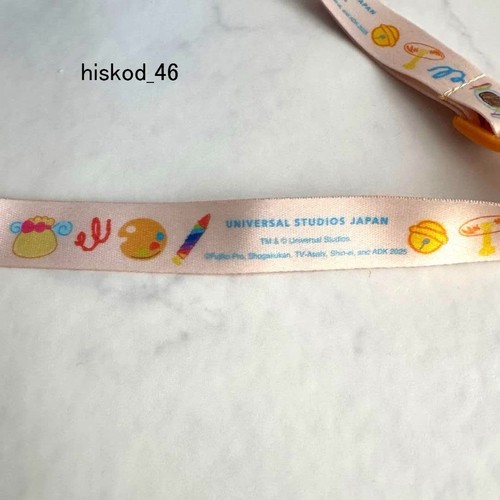 hiskod_46
UNIVERSAL STUDIOS JAPAN
TM & © Universal Studios.
©Fujiko-Pro, Shogakukan, TV-Asahi, Shin-ei, and ADK 2025